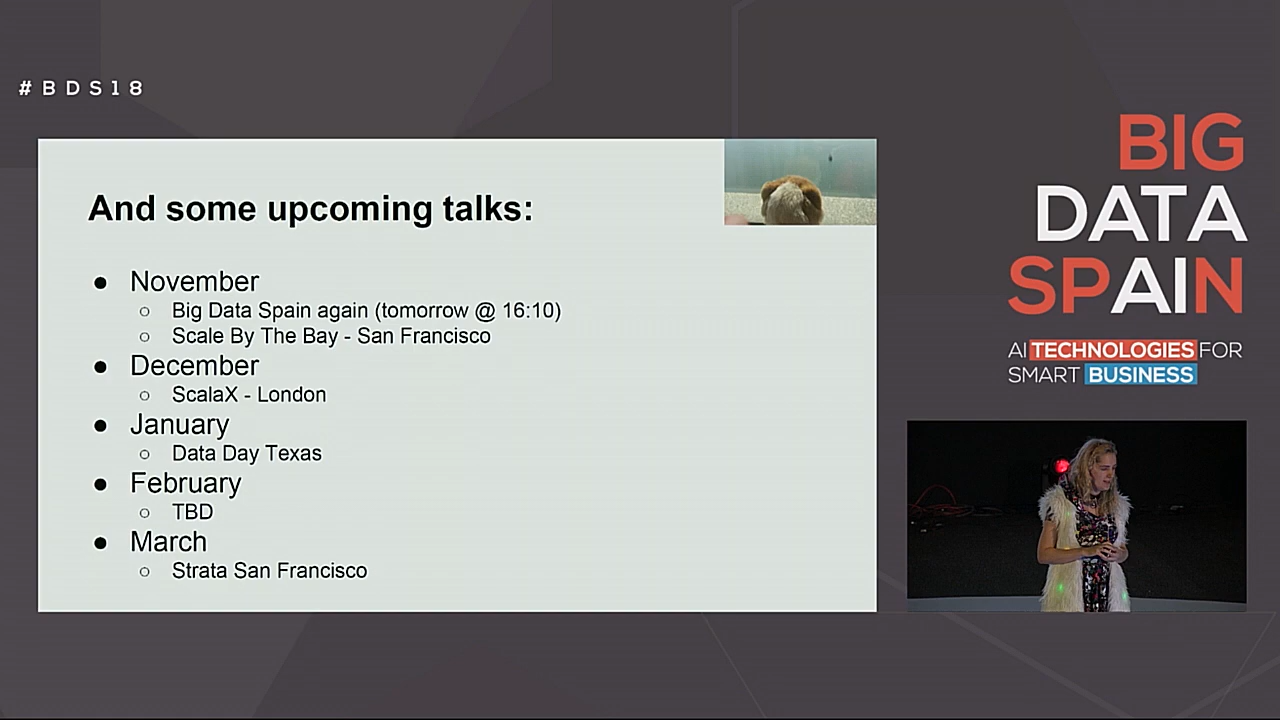 #BDS18
And some upcoming talks:
● November
○ Big Data Spain again (tomorrow @ 16:10)
○ Scale By The Bay - San Francisco
● December
○ ScalaX - London
● January
○ Data Day Texas
● February
○ TBD
● March
○ Strata San Francisco
BIG
DATA
SPAIN
AI TECHNOLOGIES FOR
SMART BUSINESS